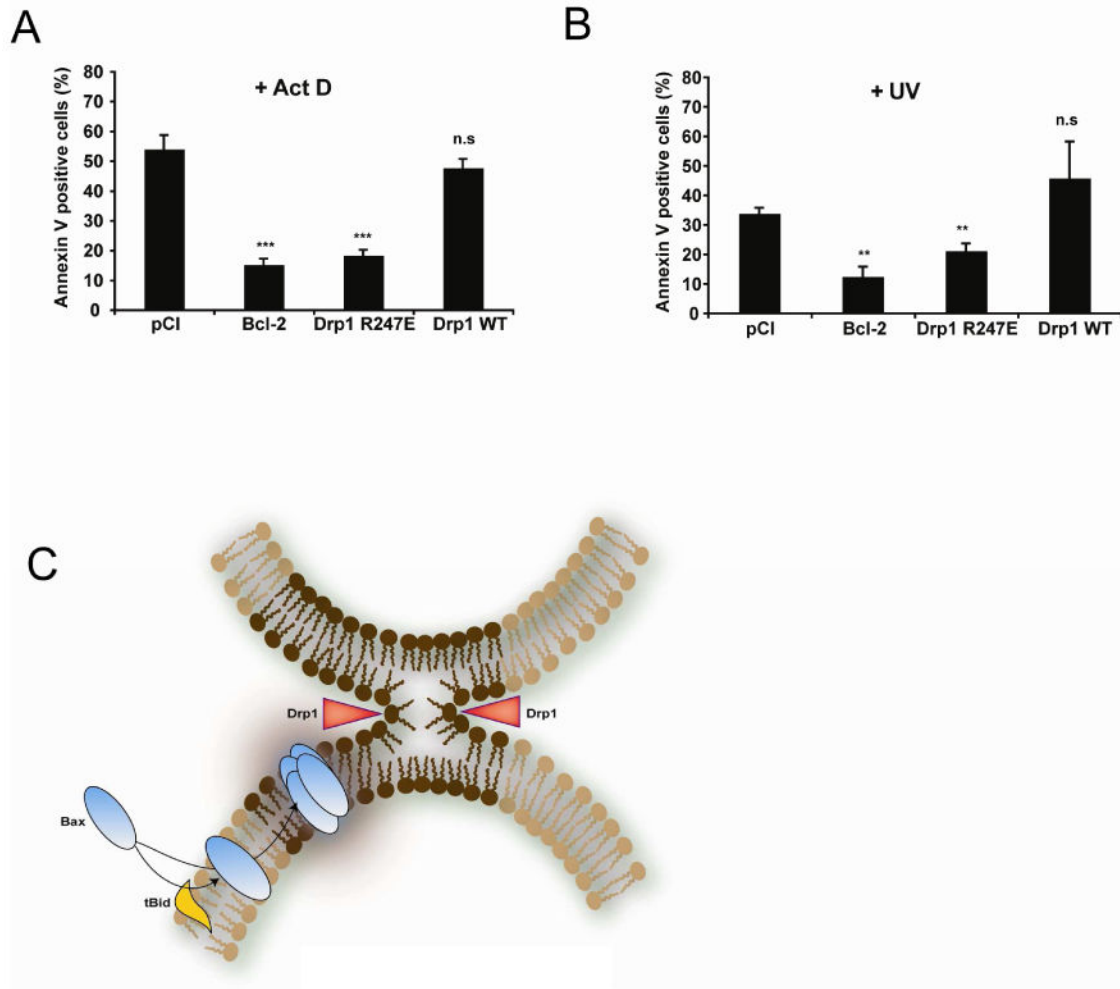 A
+ Act D
Annexin V positive cells (%)
80
70
60
50
40
30
20
10
0
***
***
n.s
pCI
Bcl-2
Drp1 R247E
Drp1 WT
B
+ UV
Annexin V positive cells (%)
80
70
60
50
40
30
20
10
0
**
**
n.s
pCI
Bcl-2
Drp1 R247E
Drp1 WT
C
Drp1
Drp1
Bax
tBid